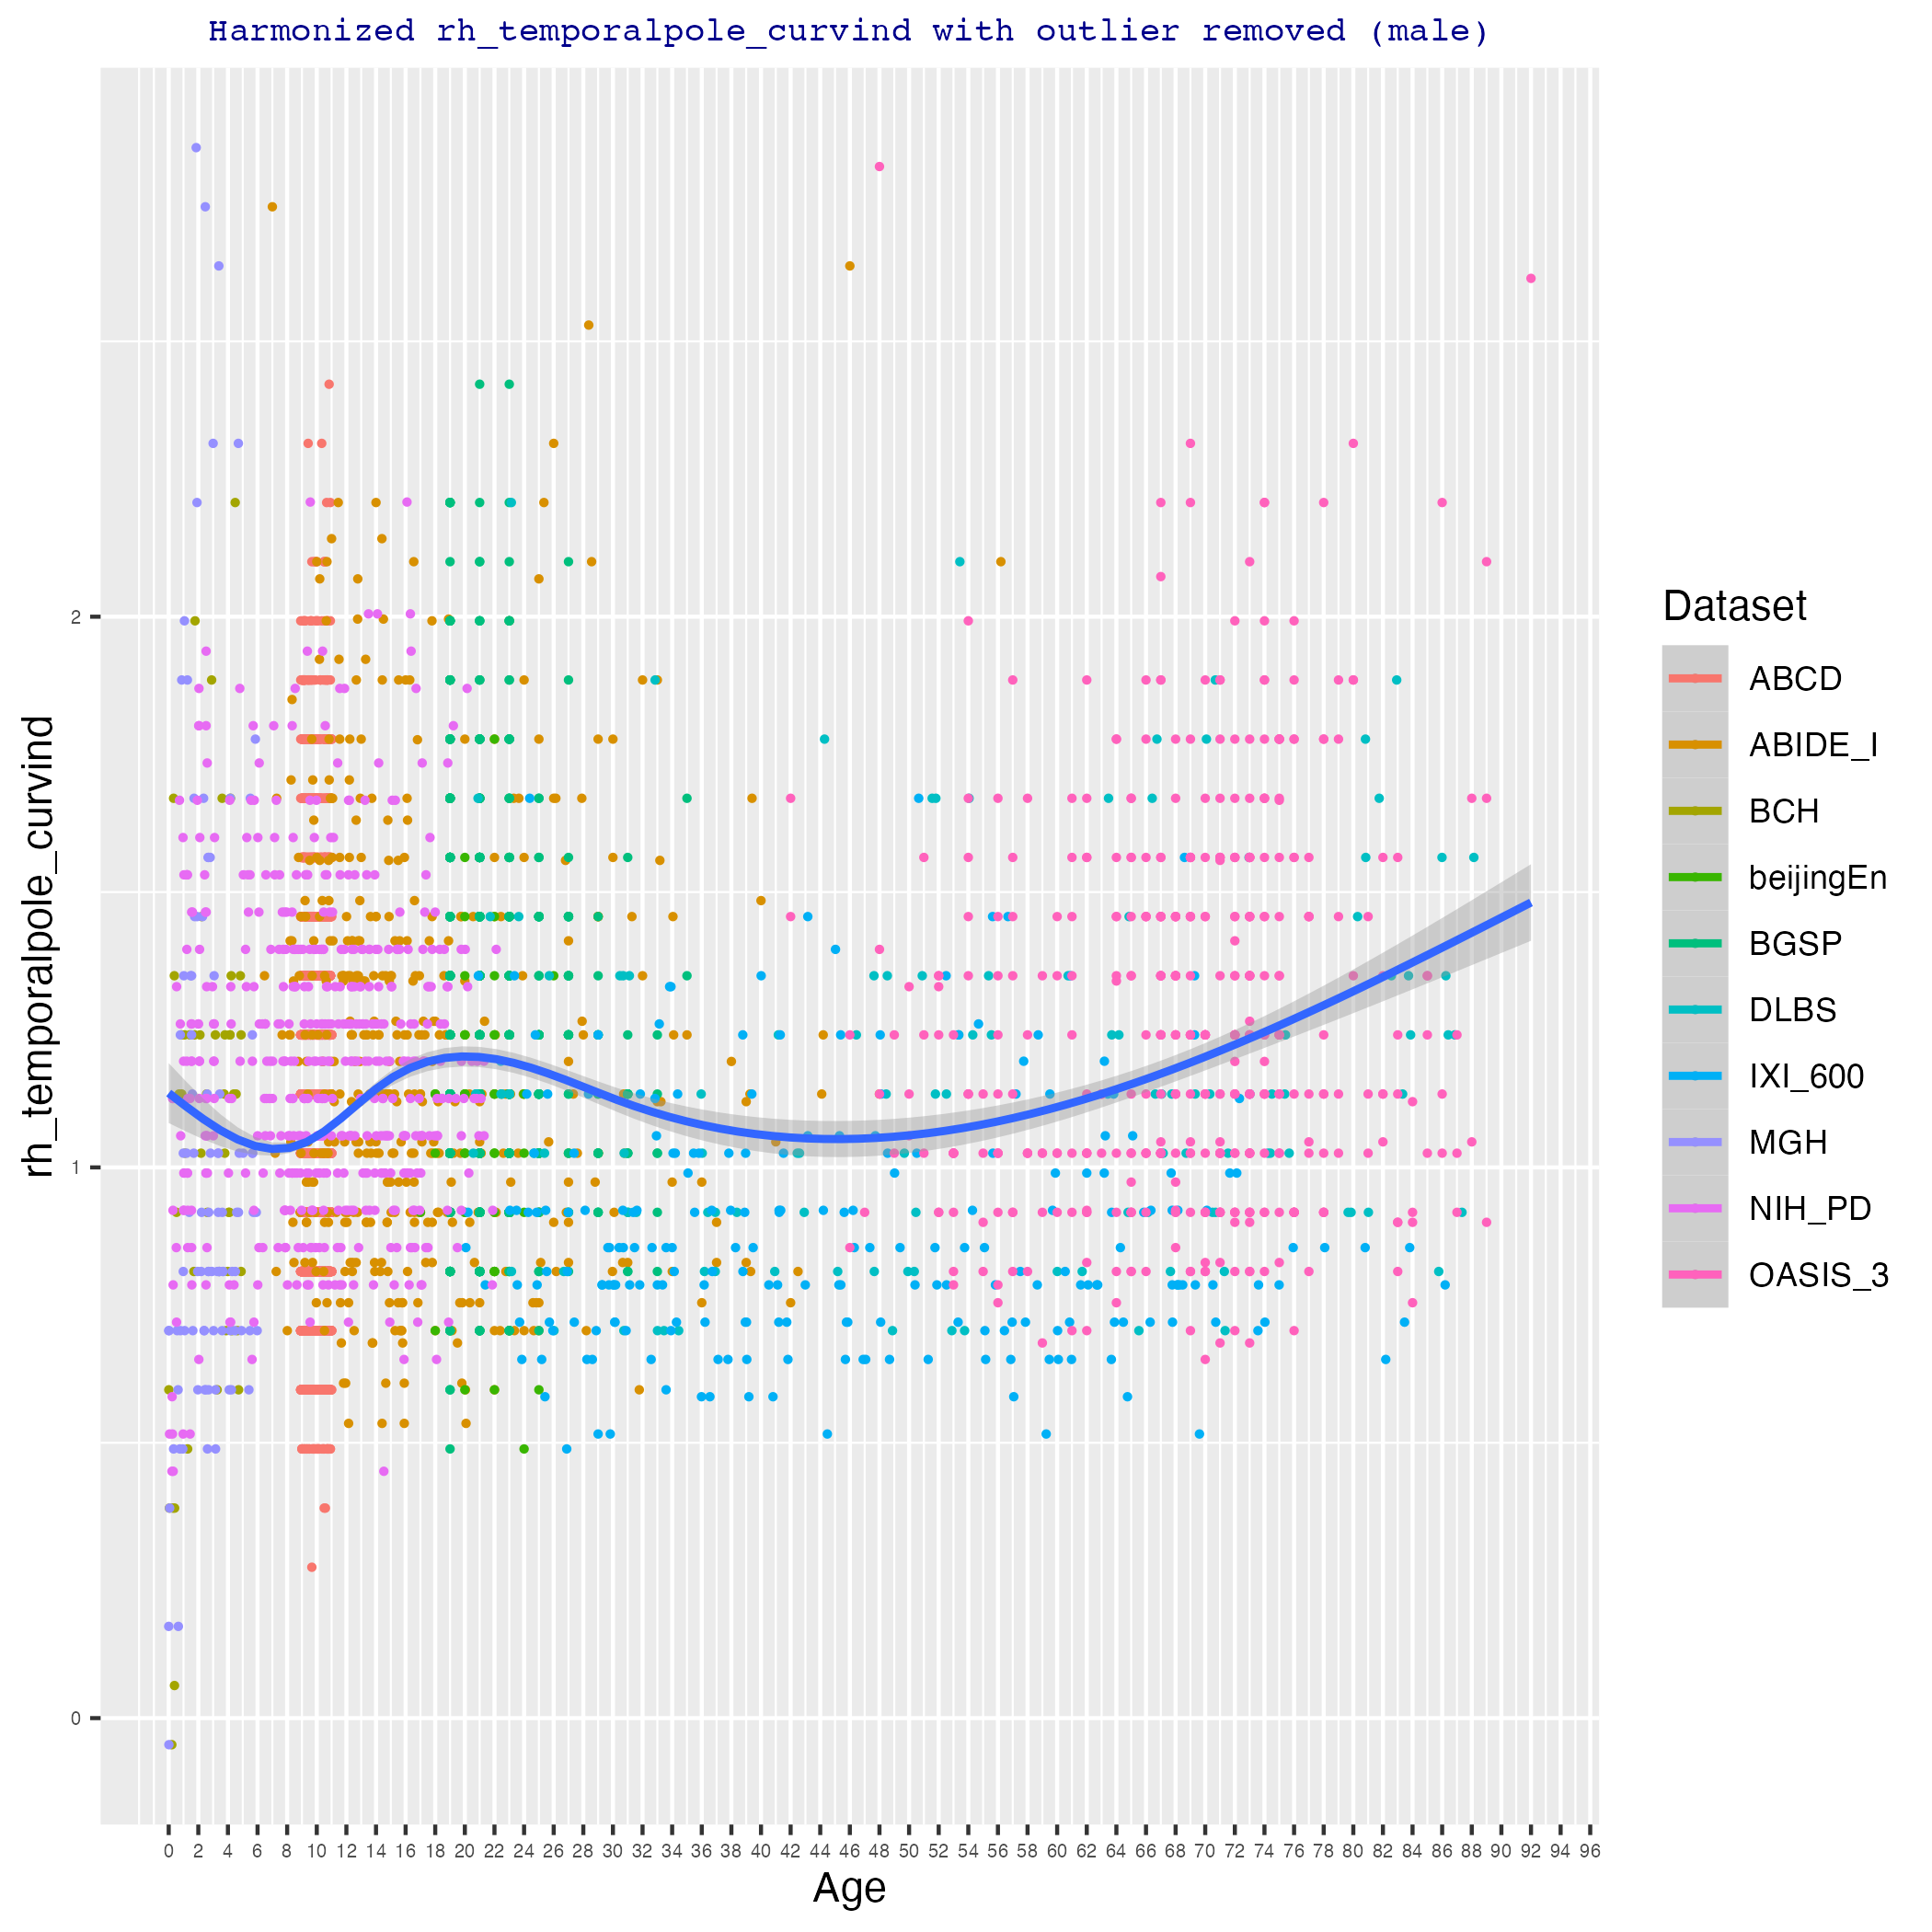 Harmonized rh_temporalpole_curvind with outlier removed (male)
rh_temporalpole_curvind
2
1
0
0 2 4 6 8 10 12 14 16 18 20 22 24 26 28 30 32 34 36 38 40 42 44 46 48 50 52 54 56 58 60 62 64 66 68 70 72 74 76 78 80 82 84 86 88 90 92 94 96
Age
Dataset
ABCD
ABIDE_I
BCH
beijingEn
BGSP
DLBS
IXI_600
MGH
NIH_PD
OASIS_3